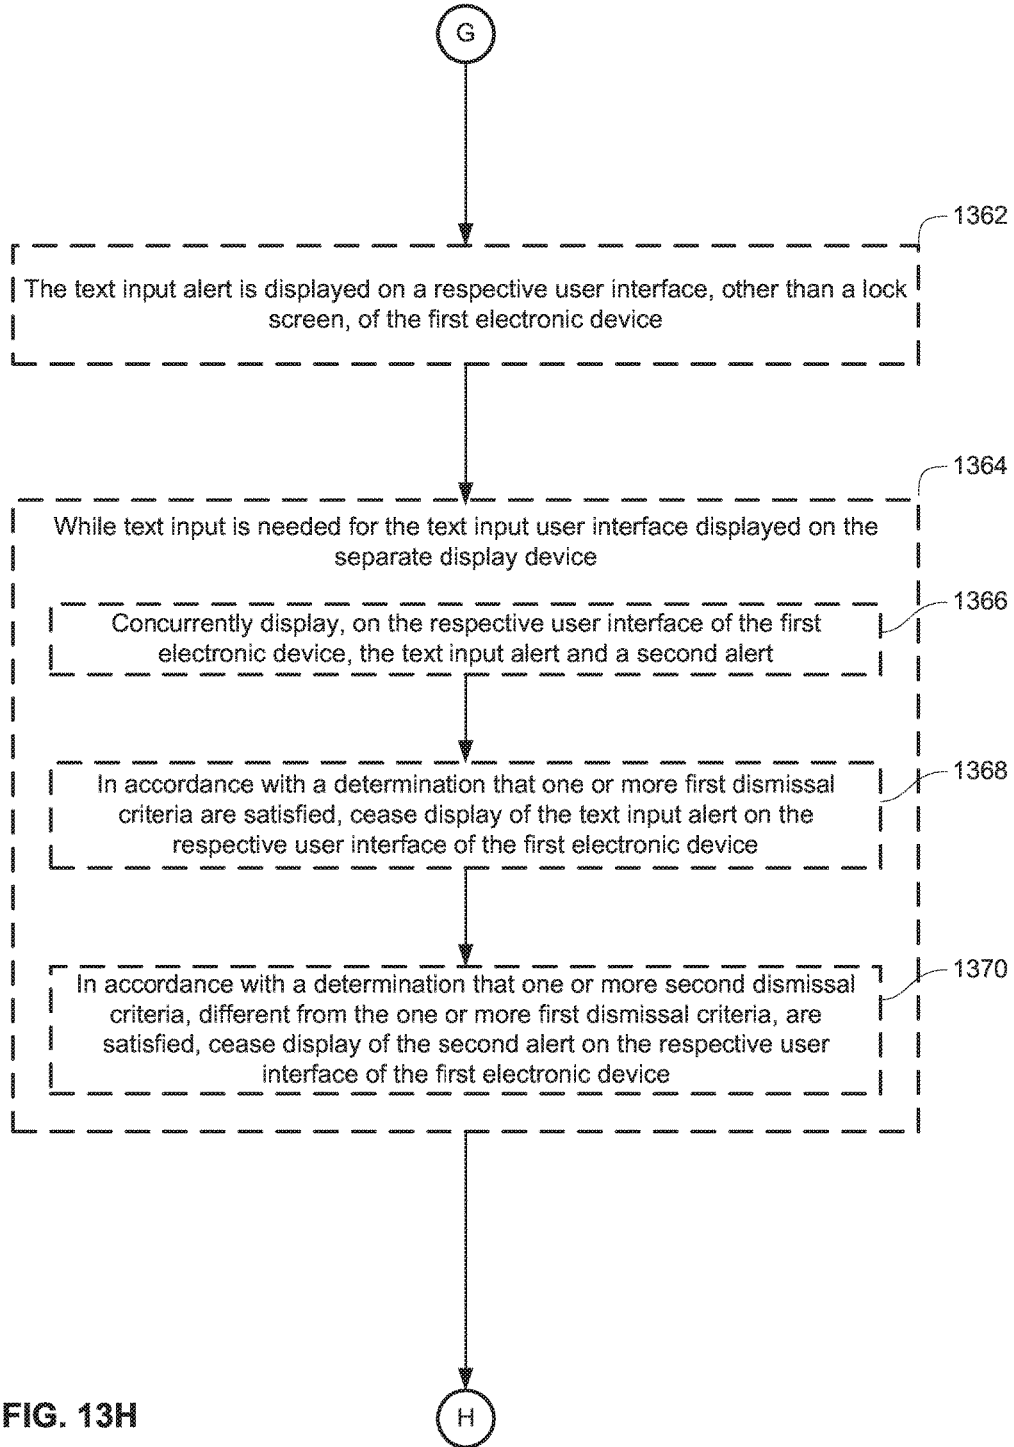 G
1362
The text input alert is displayed on a respective user interface, other than a lock
screen, of the first electronic device
1364
While text input is needed for the text input user interface displayed on the
separate display device
1366
Concurrently display, on the respective user interface of the first
electronic device, the text input alert and a second alert
1368
In accordance with a determination that one or more first dismissal
criteria are satisfied, cease display of the text input alert on the
respective user interface of the first electronic device
1370
In accordance with a determination that one or more second dismissal
criteria, different from the one or more first dismissal criteria, are
satisfied, cease display of the second alert on the respective user
interface of the first electronic device
H
FIG. 13H